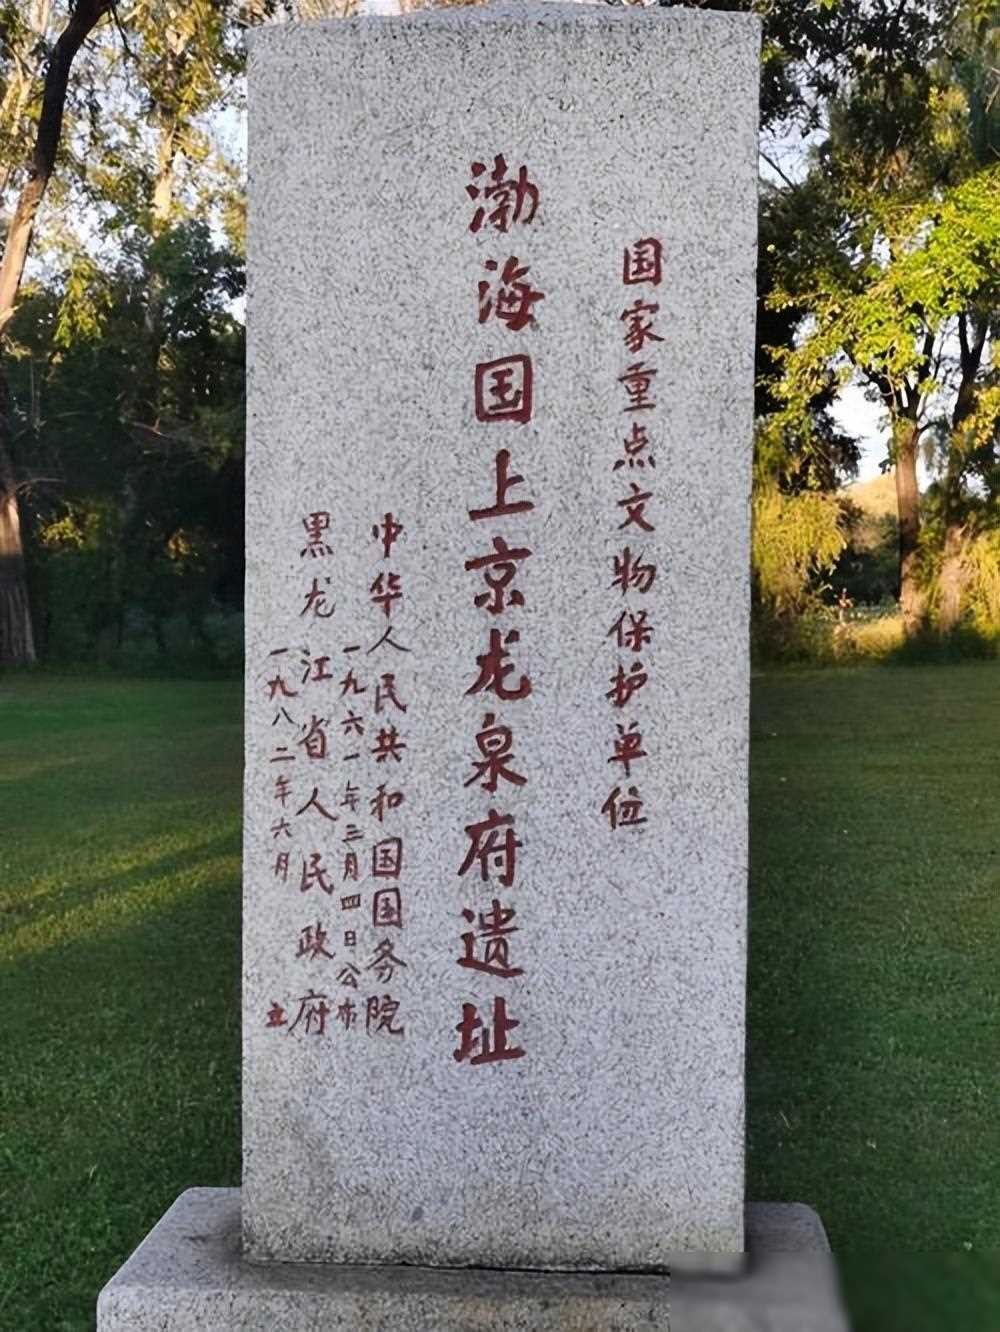 国家重点文物保护单位
渤海国上京龙泉府遗址
中华人民共和国国务院
一九六一年三月四日公布
黑龙江省人民政府
一九八二年六月 立